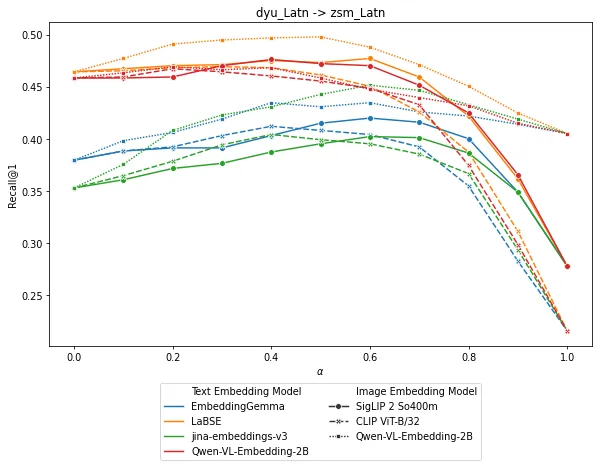 dyu_Latn -> zsm_Latn
0.50
0.45
0.40
0.35
0.30
0.25
Recall@1
0.0 0.2 0.4 0.6 0.8 1.0
α
Text Embedding Model Image Embedding Model
EmbeddingGemma SigLIP 2 So400m
LaBSE CLIP ViT-B/32
jina-embeddings-v3 Qwen-VL-Embedding-2B
Qwen-VL-Embedding-2B